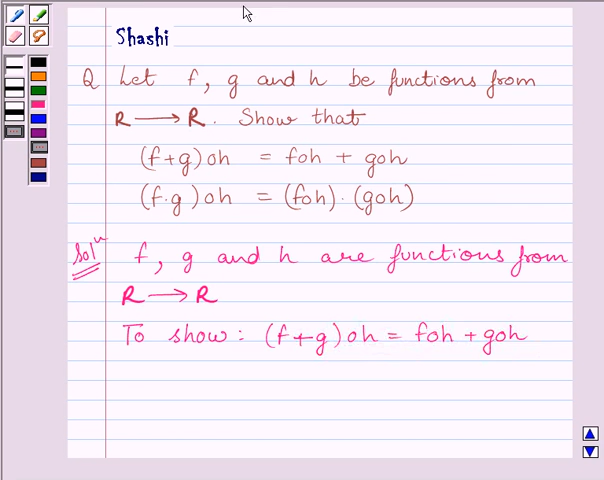 Shashi
Q Let f, g and h be functions from
R ⟶ R. Show that
(f+g)oh = foh + goh
(f·g)oh = (foh)·(goh)
Solⁿ f, g and h are functions from
R ⟶ R
To show: (f+g)oh = foh + goh